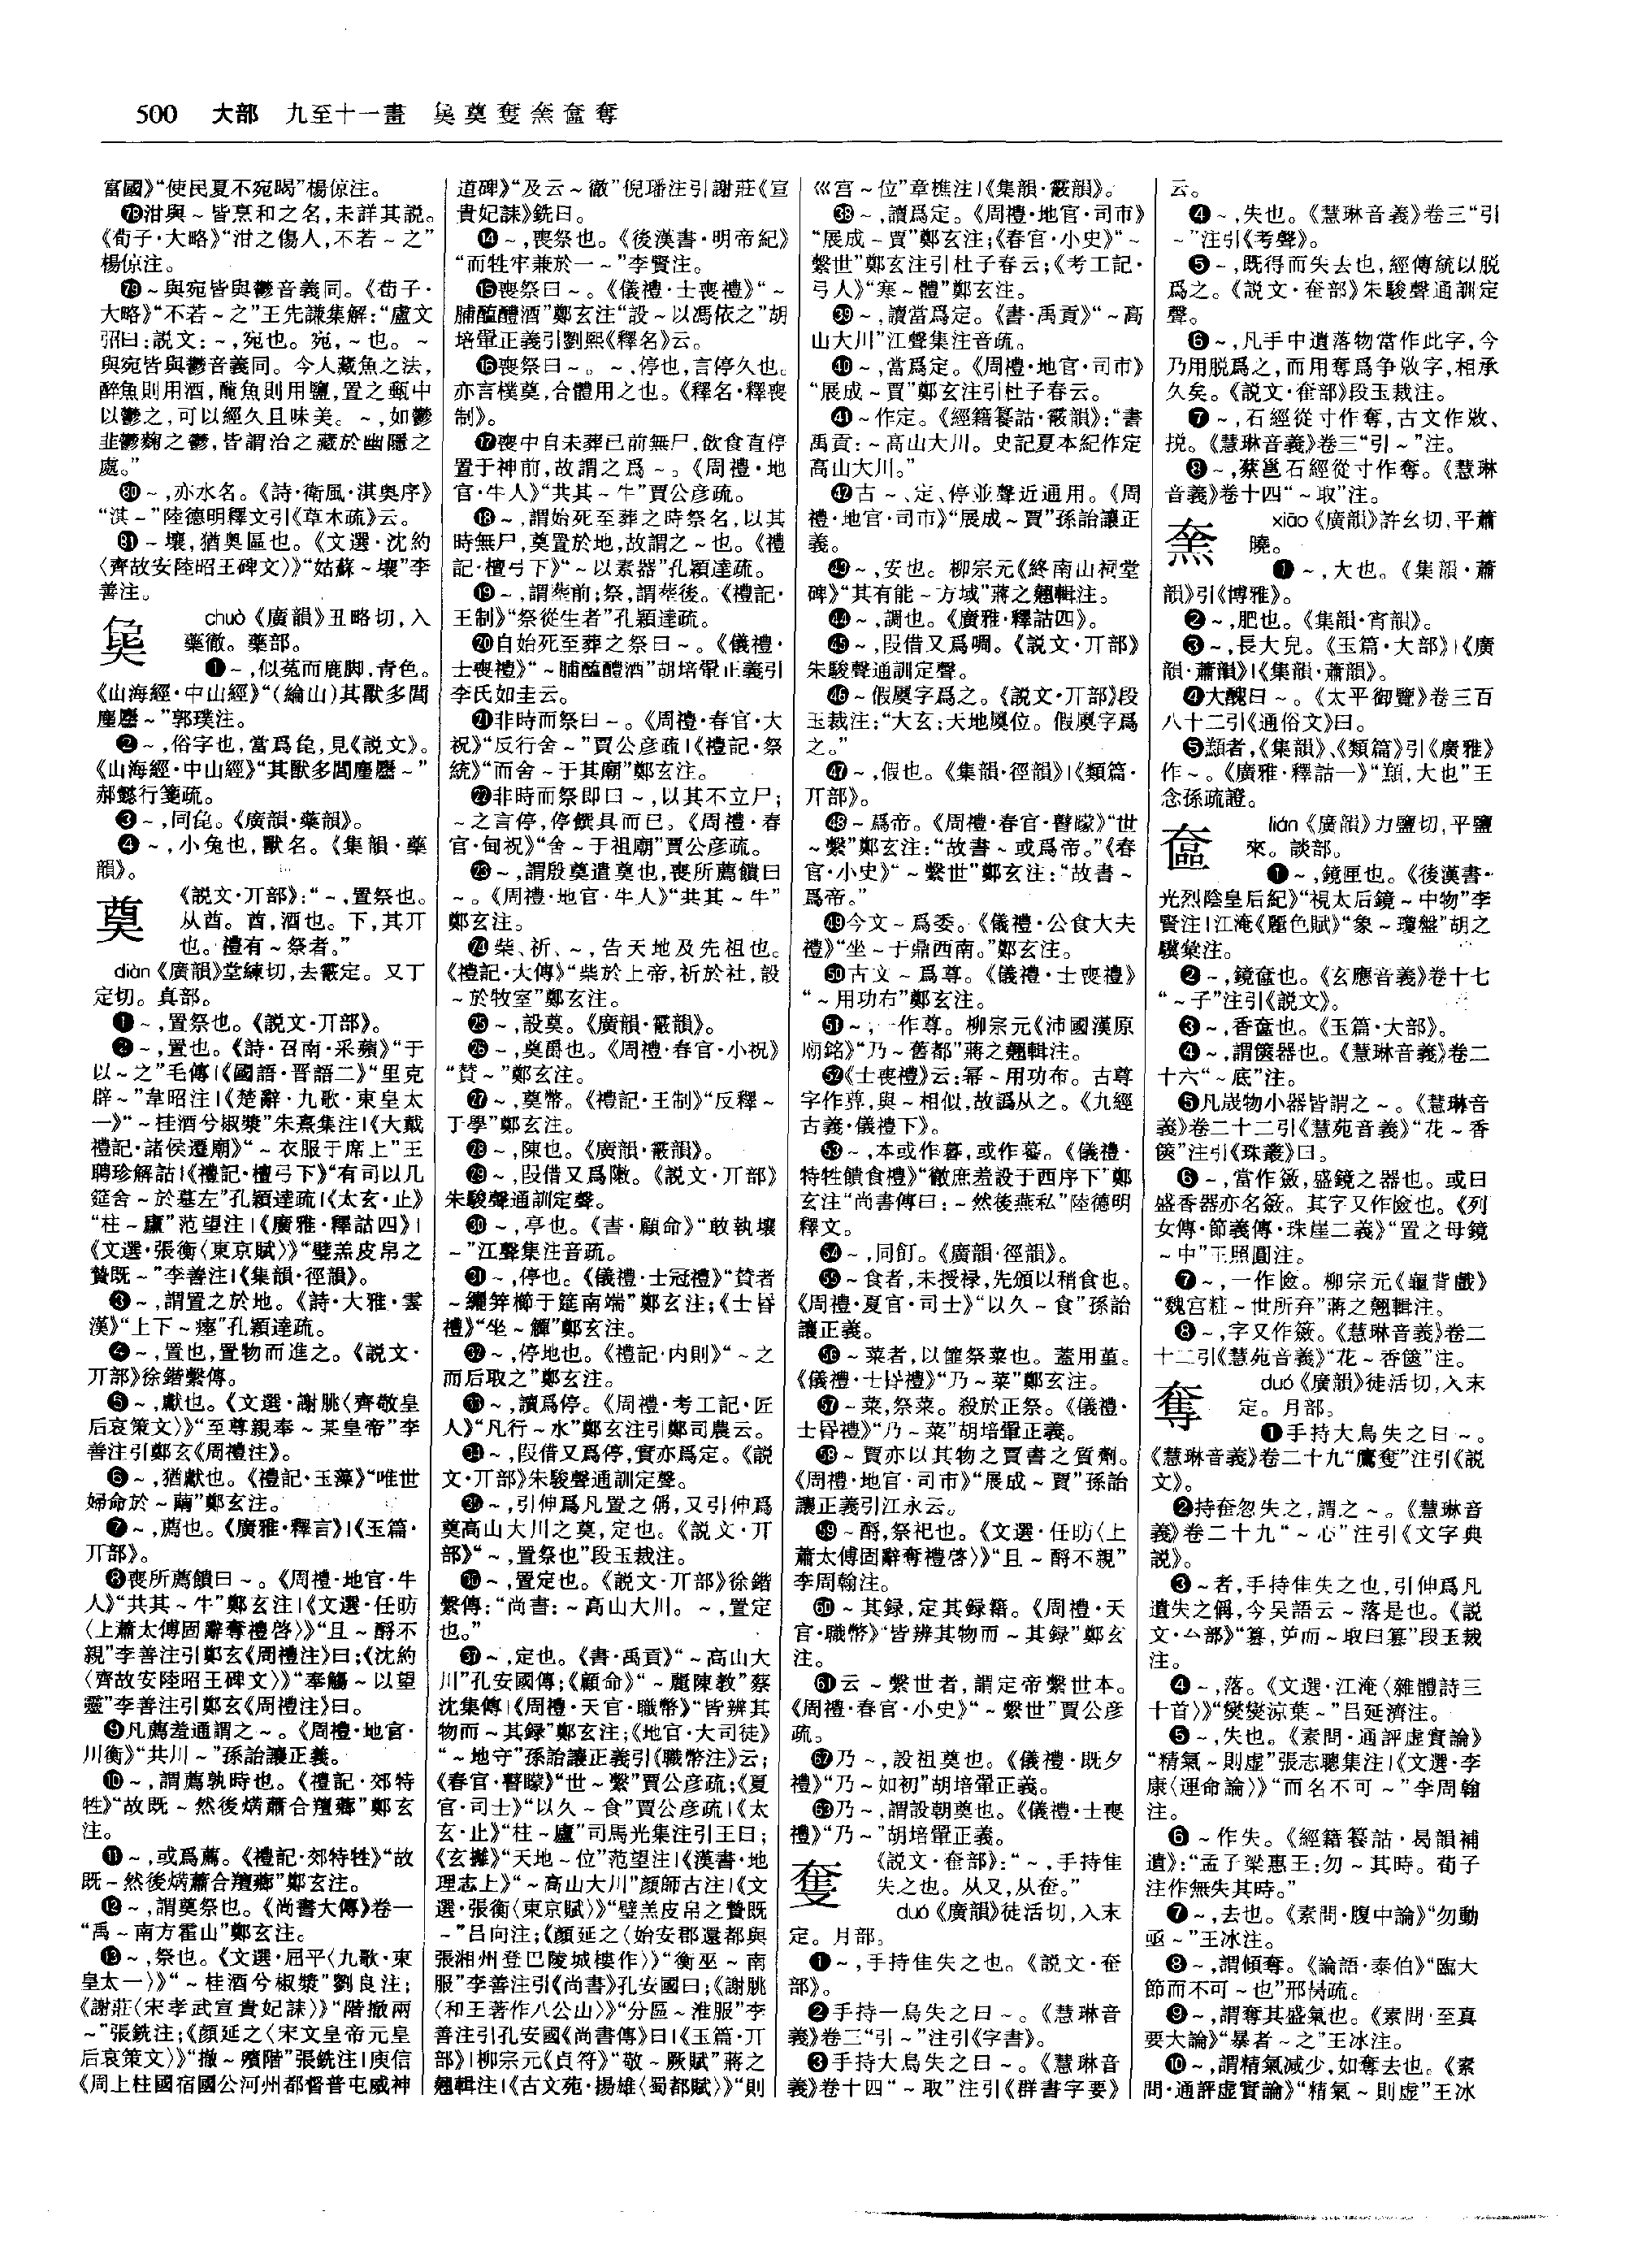 500 大部 九至十一畫 㚟奠奞𡙇奩奪
富國》“使民夏不宛暍”楊倞注。
㊆⑧泔與～皆烹和之名,未詳其説。
《荀子·大略》“泔之傷人,不若～之”
楊倞注。
～與宛皆與鬱音義同。《荀子·
大略》“不若～之”王先謙集解:“盧文
弨曰:説文:～,宛也。宛,～也。～
與宛皆與鬱音義同。今人藏魚之法,
醉魚則用酒,醃魚則用鹽,置之甀中
以鬱之,可以經久且味美。～,如鬱
韭鬱麴之鬱,皆謂治之藏於幽隱之
處。”
～,亦水名。《詩·衛風·淇奥序》
“淇～”陸德明釋文引《草木疏》云。
～壤,猶奥區也。《文選·沈約
〈齊故安陸昭王碑文〉》“姑蘇～壤”李
善注。
㚟 chuò《廣韻》丑略切,入
藥徹。藥部。
❶～,似菟而鹿脚,青色。
《山海經·中山經》“(綸山)其獸多閭
麈麢～”郭璞注。
❷～,俗字也,當爲㲋,見《説文》。
《山海經·中山經》“其獸多閭麈麢～”
郝懿行箋疏。
❸～,同㲋。《廣韻·藥韻》。
❹～,小兔也,獸名。《集韻·藥
韻》。
奠 《説文·丌部》:“～,置祭也。
从酋。酋,酒也。下,其丌
也。禮有～祭者。”
diàn《廣韻》堂練切,去霰定。又丁
定切。真部。
❶～,置祭也。《説文·丌部》。
❷～,置也。《詩·召南·采蘋》“于
以～之”毛傳|《國語·晋語二》“里克
辟～”韋昭注|《楚辭·九歌·東皇太
一》“～桂酒兮椒漿”朱熹集注|《大戴
禮記·諸侯遷廟》“～衣服于席上”王
聘珍解詁|《禮記·檀弓下》“有司以几
筵舍～於墓左”孔穎達疏|《太玄·止》
“柱～廬”范望注|《廣雅·釋詁四》|
《文選·張衡〈東京賦〉》“璧羔皮帛之
贄既～”李善注|《集韻·徑韻》。
❸～,謂置之於地。《詩·大雅·雲
漢》“上下～瘞”孔穎達疏。
❹～,置也,置物而進之。《説文·
丌部》徐鍇繫傳。
❺～,獻也。《文選·謝朓〈齊敬皇
后哀策文〉》“至尊親奉～某皇帝”李
善注引鄭玄《周禮注》。
❻～,猶獻也。《禮記·玉藻》“唯世
婦命於～繭”鄭玄注。
❼～,薦也。《廣雅·釋言》|《玉篇·
丌部》。
❽喪所薦饋曰～。《周禮·地官·牛
人》“共其～牛”鄭玄注|《文選·任昉
〈上蕭太傅固辭奪禮啓〉》“且～酹不
親”李善注引鄭玄《周禮注》曰;《沈約
〈齊故安陸昭王碑文〉》“奉觴～以望
靈”李善注引鄭玄《周禮注》曰。
❾凡薦羞通謂之～。《周禮·地官·
川衡》“共川～”孫詒讓正義。
❿～,謂薦孰時也。《禮記·郊特
牲》“故既～然後焫蕭合羶薌”鄭玄
注。
⓫～,或爲薦。《禮記·郊特牲》“故
既～然後焫蕭合羶薌”鄭玄注。
⓬～,謂奠祭也。《尚書大傳》卷一
“禹～南方霍山”鄭玄注。
⓭～,祭也。《文選·屈平〈九歌·東
皇太一〉》“～桂酒兮椒漿”劉良注;
《謝莊〈宋孝武宣貴妃誄〉》“階撤兩
～”張銑注;《顔延之〈宋文皇帝元皇
后哀策文〉》“撤～殯階”張銑注|庾信
《周上柱國宿國公河州都督普屯威神
道碑》“及云～徹”倪璠注引謝莊《宣
貴妃誄》銑曰。
⓮～,喪祭也。《後漢書·明帝紀》
“而牲牢兼於一～”李賢注。
⓯喪祭曰～。《儀禮·士喪禮》“～
脯醢醴酒”鄭玄注“設～以馮依之”胡
培翬正義引劉熙《釋名》云。
⓰喪祭曰～。～,停也,言停久也。
亦言樸奠,合體用之也。《釋名·釋喪
制》。
⓱喪中自未葬已前無尸,飲食直停
置于神前,故謂之爲～。《周禮·地
官·牛人》“共其～牛”賈公彦疏。
⓲～,謂始死至葬之時祭名,以其
時無尸,奠置於地,故謂之～也。《禮
記·檀弓下》“～以素器”孔穎達疏。
⓳～,謂葬前;祭,謂葬後。《禮記·
王制》“祭從生者”孔穎達疏。
⓴自始死至葬之祭曰～。《儀禮·
士喪禮》“～脯醢醴酒”胡培翬正義引
李氏如圭云。
㉑非時而祭曰～。《周禮·春官·大
祝》“反行舍～”賈公彦疏|《禮記·祭
統》“而舍～于其廟”鄭玄注。
㉒非時而祭即曰～,以其不立尸;
～之言停,停饌具而已。《周禮·春
官·甸祝》“舍～于祖廟”賈公彦疏。
㉓～,謂殷奠遣奠也,喪所薦饋曰
～。《周禮·地官·牛人》“共其～牛”
鄭玄注。
㉔柴、祈、～,告天地及先祖也。
《禮記·大傳》“柴於上帝,祈於社,設
～於牧室”鄭玄注。
㉕～,設奠。《廣韻·霰韻》。
㉖～,奠爵也。《周禮·春官·小祝》
“贊～”鄭玄注。
㉗～,奠幣。《禮記·王制》“反釋～
于學”鄭玄注。
㉘～,陳也。《廣韻·霰韻》。
㉙～,叚借又爲敶。《説文·丌部》
朱駿聲通訓定聲。
㉚～,亭也。《書·顧命》“敢執壤
～”江聲集注音疏。
㉛～,停也。《儀禮·士冠禮》“贊者
～纚笄櫛于筵南端”鄭玄注;《士昏
禮》“坐～觶”鄭玄注。
㉜～,停地也。《禮記·内則》“～之
而后取之”鄭玄注。
㉝～,讀爲停。《周禮·考工記·匠
人》“凡行～水”鄭玄注引鄭司農云。
㉞～,叚借又爲停,實亦爲定。《説
文·丌部》朱駿聲通訓定聲。
㉟～,引伸爲凡置之偁,又引伸爲
奠高山大川之奠,定也。《説文·丌
部》“～,置祭也”段玉裁注。
㊱～,置定也。《説文·丌部》徐鍇
繫傳:“尚書:～高山大川。～,置定
也。”
㊲～,定也。《書·禹貢》“～高山大
川”孔安國傳;《顧命》“～麗陳教”蔡
沈集傳|《周禮·天官·職幣》“皆辨其
物而～其録”鄭玄注;《地官·大司徒》
“～地守”孫詒讓正義引《職幣注》云;
《春官·瞽矇》“世～繫”賈公彦疏;《夏
官·司士》“以久～食”賈公彦疏|《太
玄·止》“柱～廬”司馬光集注引王曰;
《玄攡》“天地～位”范望注|《漢書·地
理志上》“～高山大川”顔師古注|《文
選·張衡〈東京賦〉》“璧羔皮帛之贄既
～”吕向注;《顔延之〈始安郡還都與
張湘州登巴陵城樓作〉》“衡巫～南
服”李善注引《尚書》孔安國曰;《謝朓
〈和王著作八公山〉》“分區～淮服”李
善注引孔安國《尚書傳》曰|《玉篇·丌
部》|柳宗元《貞符》“敬～厥賦”蔣之
翹輯注|《古文苑·揚雄〈蜀都賦〉》“則
巛宫～位”章樵注|《集韻·霰韻》。
㊳～,讀爲定。《周禮·地官·司市》
“展成～賈”鄭玄注;《春官·小史》“～
繫世”鄭玄注引杜子春云;《考工記·
弓人》“寒～體”鄭玄注。
㊴～,讀當爲定。《書·禹貢》“～高
山大川”江聲集注音疏。
㊵～,當爲定。《周禮·地官·司市》
“展成～賈”鄭玄注引杜子春云。
㊶～作定。《經籍籑詁·霰韻》:“書
禹貢:～高山大川。史記夏本紀作定
高山大川。”
㊷古～、定、停並聲近通用。《周
禮·地官·司市》“展成～賈”孫詒讓正
義。
㊸～,安也。柳宗元《終南山祠堂
碑》“其有能～方域”蔣之翹輯注。
㊹～,調也。《廣雅·釋詁四》。
㊺～,叚借又爲啁。《説文·丌部》
朱駿聲通訓定聲。
㊻～假㝔字爲之。《説文·丌部》段
玉裁注:“大玄:天地㝔位。假㝔字爲
之。”
㊼～,假也。《集韻·徑韻》|《類篇·
丌部》。
㊽～爲帝。《周禮·春官·瞽矇》“世
～繫”鄭玄注:“故書～或爲帝。”《春
官·小史》“～繫世”鄭玄注:“故書～
爲帝。”
㊾今文～爲委。《儀禮·公食大夫
禮》“坐～于鼎西南。”鄭玄注。
㊿古文～爲尊。《儀禮·士喪禮》
“～用功布”鄭玄注。
～,一作尊。柳宗元《沛國漢原
廟銘》“乃～舊都”蔣之翹輯注。
《士喪禮》云:幂～用功布。古尊
字作𢍜,與～相似,故譌从之。《九經
古義·儀禮下》。
～,本或作暮,或作蓦。《儀禮·
特牲饋食禮》“徹庶羞設于西序下”鄭
玄注“尚書傳曰:～然後燕私”陸德明
釋文。
～,同飣。《廣韻·徑韻》。
～食者,未授禄,先頒以稍食也。
《周禮·夏官·司士》“以久～食”孫詒
讓正義。
～菜者,以篚祭菜也。蓋用堇。
《儀禮·士昏禮》“乃～菜”鄭玄注。
～菜,祭菜。殺於正祭。《儀禮·
士昏禮》“乃～菜”胡培翬正義。
～賈亦以其物之賈書之質劑。
《周禮·地官·司市》“展成～賈”孫詒
讓正義引江永云。
～酹,祭祀也。《文選·任昉〈上
蕭太傅固辭奪禮啓〉》“且～酹不親”
李周翰注。
～其録,定其録籍。《周禮·天
官·職幣》“皆辨其物而～其録”鄭玄
注。
云～繫世者,謂定帝繫世本。
《周禮·春官·小史》“～繫世”賈公彦
疏。
乃～,設祖奠也。《儀禮·既夕
禮》“乃～如初”胡培翬正義。
乃～,謂設朝奠也。《儀禮·士喪
禮》“乃～”胡培翬正義。
《説文·奞部》:“～,手持隹
失之也。从又,从奞。”
duó《廣韻》徒活切,入末
定。月部。
❶～,手持隹失之也。《説文·奞
部》。
❷手持一鳥失之曰～。《慧琳音
義》卷三“引～”注引《字書》。
❸手持大鳥失之曰～。《慧琳音
義》卷十四“～取”注引《群書字要》
云。
❹～,失也。《慧琳音義》卷三“引
～”注引《考聲》。
❺～,既得而失去也,經傳統以脱
爲之。《説文·奞部》朱駿聲通訓定
聲。
❻～,凡手中遺落物當作此字,今
乃用脱爲之,而用奪爲争敓字,相承
久矣。《説文·奞部》段玉裁注。
❼～,石經從寸作奪,古文作敓、
挩。《慧琳音義》卷三“引～”注。
❽～,蔡邕石經從寸作奪。《慧琳
音義》卷十四“～取”注。
xiāo《廣韻》許幺切,平蕭
曉。
❶～,大也。《集韻·蕭
韻》引《博雅》。
❷～,肥也。《集韻·宵韻》。
❸～,長大皃。《玉篇·大部》|《廣
韻·蕭韻》|《集韻·蕭韻》。
❹大醜曰～。《太平御覽》卷三百
八十二引《通俗文》曰。
❺顤者,《集韻》、《類篇》引《廣雅》
作～。《廣雅·釋詁一》“顤,大也”王
念孫疏證。
奩 lián《廣韻》力鹽切,平鹽
來。談部。
❶～,鏡匣也。《後漢書·
光烈陰皇后紀》“視太后鏡～中物”李
賢注|江淹《麗色賦》“象～瓊盤”胡之
驥彙注。
❷～,鏡奩也。《玄應音義》卷十七
“～子”注引《説文》。
❸～,香奩也。《玉篇·大部》。
❹～,謂篋器也。《慧琳音義》卷二
十六“～底”注。
❺凡成物小器皆謂之～。《慧琳音
義》卷二十二引《慧苑音義》“花～香
篋”注引《珠叢》曰。
❻～,當作籢,盛鏡之器也。或曰
盛香器亦名籢。其字又作㢘也。《列
女傳·節義傳·珠崖二義》“置之母鏡
～中”王照圓注。
❼～,一作匳。柳宗元《龜背戲》
“魏宫粧～世所弃”蔣之翹輯注。
❽～,字又作籢。《慧琳音義》卷二
十二引《慧苑音義》“花～香篋”注。
奪 duó《廣韻》徒活切,入末
定。月部。
❶手持大鳥失之曰～。
《慧琳音義》卷二十九“鷹奪”注引《説
文》。
❷持奞忽失之,謂之～。《慧琳音
義》卷二十九“～心”注引《文字典
説》。
❸～者,手持隹失之也,引伸爲凡
遺失之偁,今吴語云～落是也。《説
文·厶部》“篡,屰而～取曰篡”段玉裁
注。
❹～,落。《文選·江淹〈雜體詩三
十首〉》“爕爕涼葉～”吕延濟注。
❺～,失也。《素問·通評虚實論》
“精氣～則虚”張志聰集注|《文選·李
康〈運命論〉》“而名不可～”李周翰
注。
❻～作失。《經籍籑詁·曷韻補
遺》:“孟子梁惠王:勿～其時。荀子
注作無失其時。”
❼～,去也。《素問·腹中論》“勿動
亟～”王冰注。
❽～,謂傾奪。《論語·泰伯》“臨大
節而不可～也”邢昺疏。
❾～,謂奪其盛氣也。《素問·至真
要大論》“暴者～之”王冰注。
❿～,謂精氣减少,如奪去也。《素
問·通評虚實論》“精氣～則虚”王冰